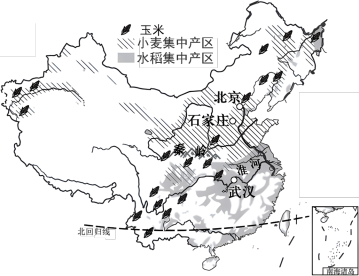 玉米
小麦集中产区
水稻集中产区
北京
石家庄
秦 岭
淮 河
武汉
北回归线
南海诸岛